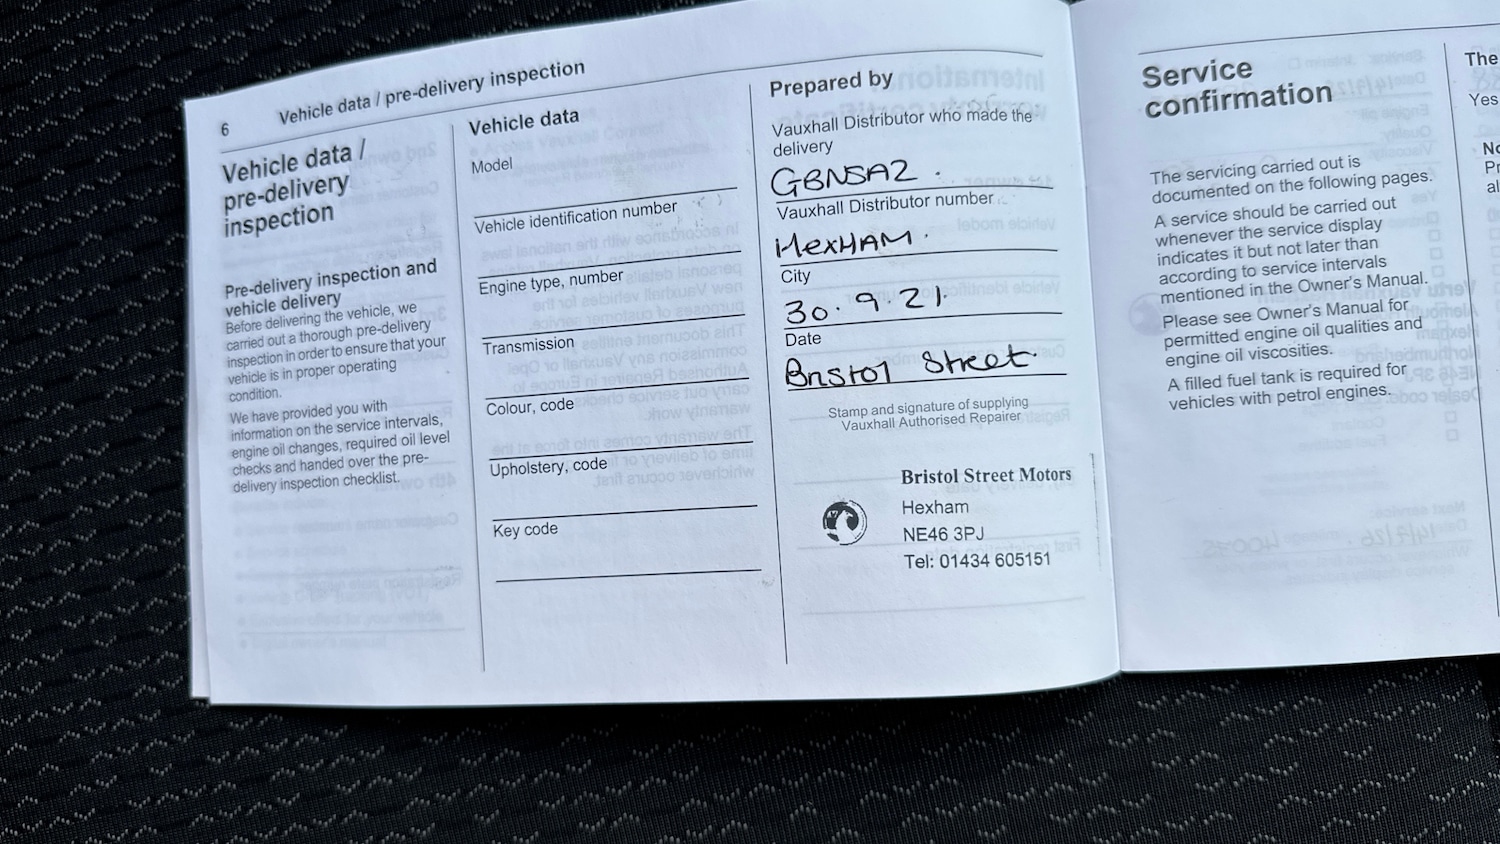 6
Vehicle data / pre-delivery inspection
Vehicle data /
pre-delivery
inspection
Pre-delivery inspection and
vehicle delivery
Before delivering the vehicle, we
carried out a thorough pre-delivery
inspection in order to ensure that your
vehicle is in proper operating
condition.
We have provided you with
information on the service intervals,
engine oil changes, required oil level
checks and handed over the pre-
delivery inspection checklist.
Vehicle data
Model
Vehicle identification number
Engine type, number
Transmission
Colour, code
Upholstery, code
Key code
Prepared by
Vauxhall Distributor who made the
delivery
GBNSA2
Vauxhall Distributor number
HEXHAM
City
30.9.21
Date
Bristol Street
Stamp and signature of supplying
Vauxhall Authorised Repairer
Bristol Street Motors
Hexham
NE46 3PJ
Tel: 01434 605151
Service
confirmation
The servicing carried out is
documented on the following pages.
A service should be carried out
whenever the service display
indicates it but not later than
according to service intervals
mentioned in the Owner's Manual.
Please see Owner's Manual for
permitted engine oil qualities and
engine oil viscosities.
A filled fuel tank is required for
vehicles with petrol engines.
The
Yes